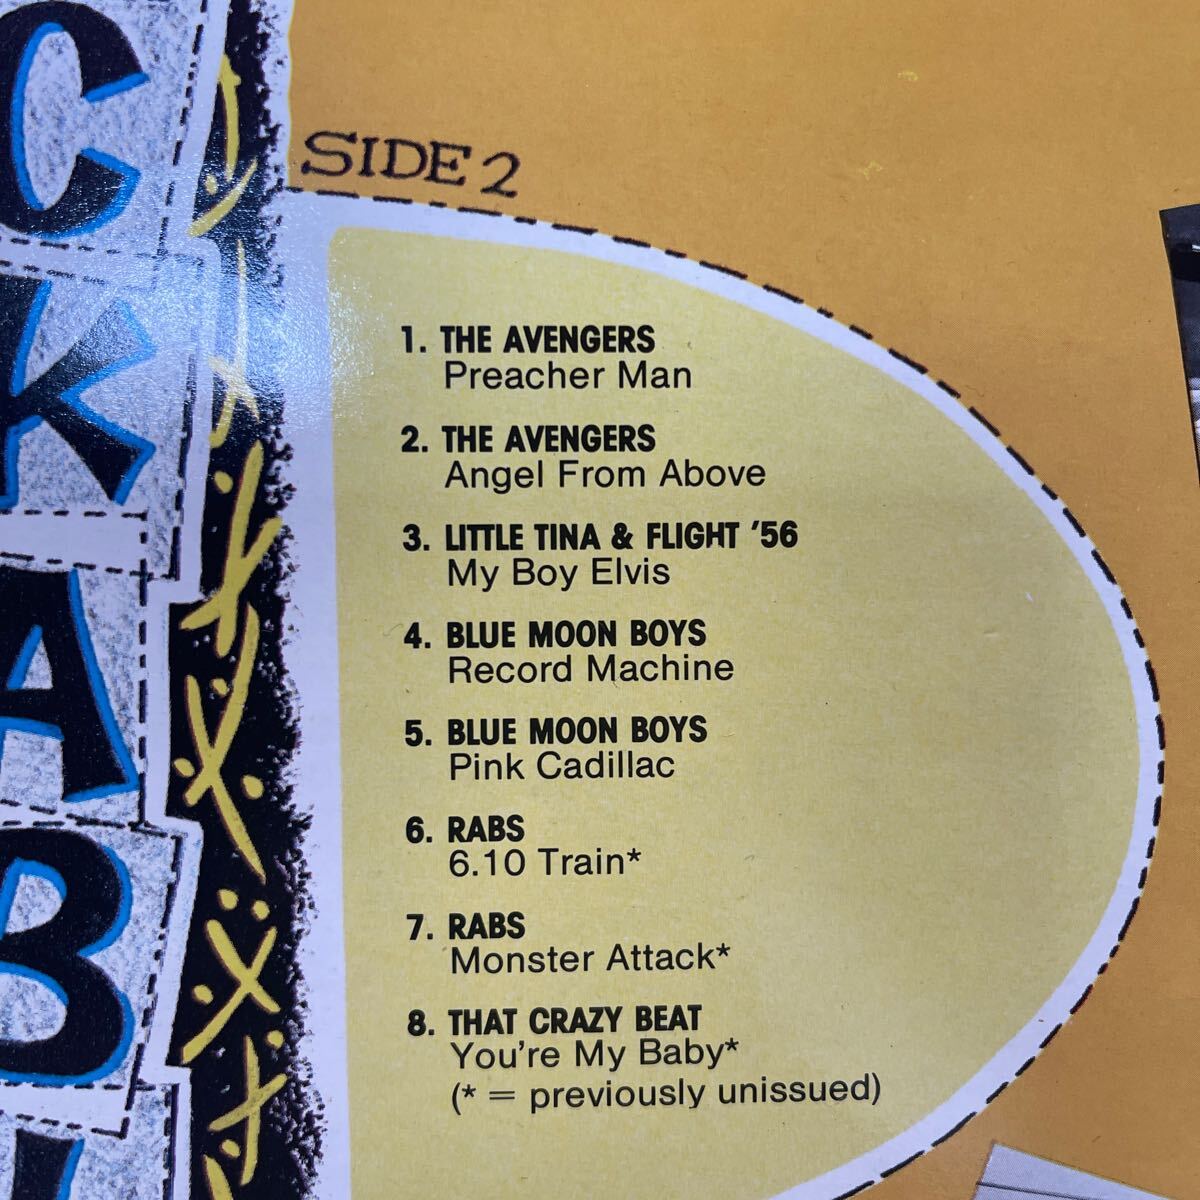 C
K
A
B
SIDE 2
1. THE AVENGERS
Preacher Man
2. THE AVENGERS
Angel From Above
3. LITTLE TINA & FLIGHT '56
My Boy Elvis
4. BLUE MOON BOYS
Record Machine
5. BLUE MOON BOYS
Pink Cadillac
6. RABS
6.10 Train*
7. RABS
Monster Attack*
8. THAT CRAZY BEAT
You're My Baby*
(* = previously unissued)